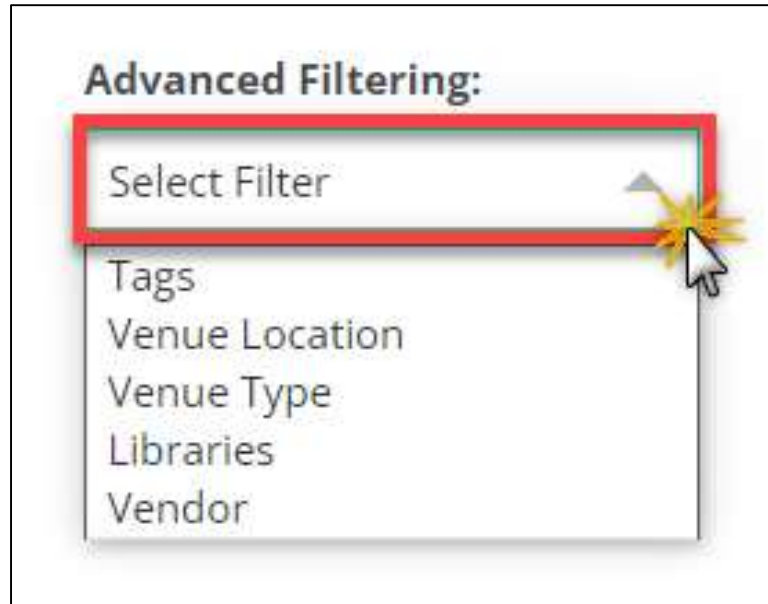 Advanced Filtering:
Select Filter
Tags
Venue Location
Venue Type
Libraries
Vendor